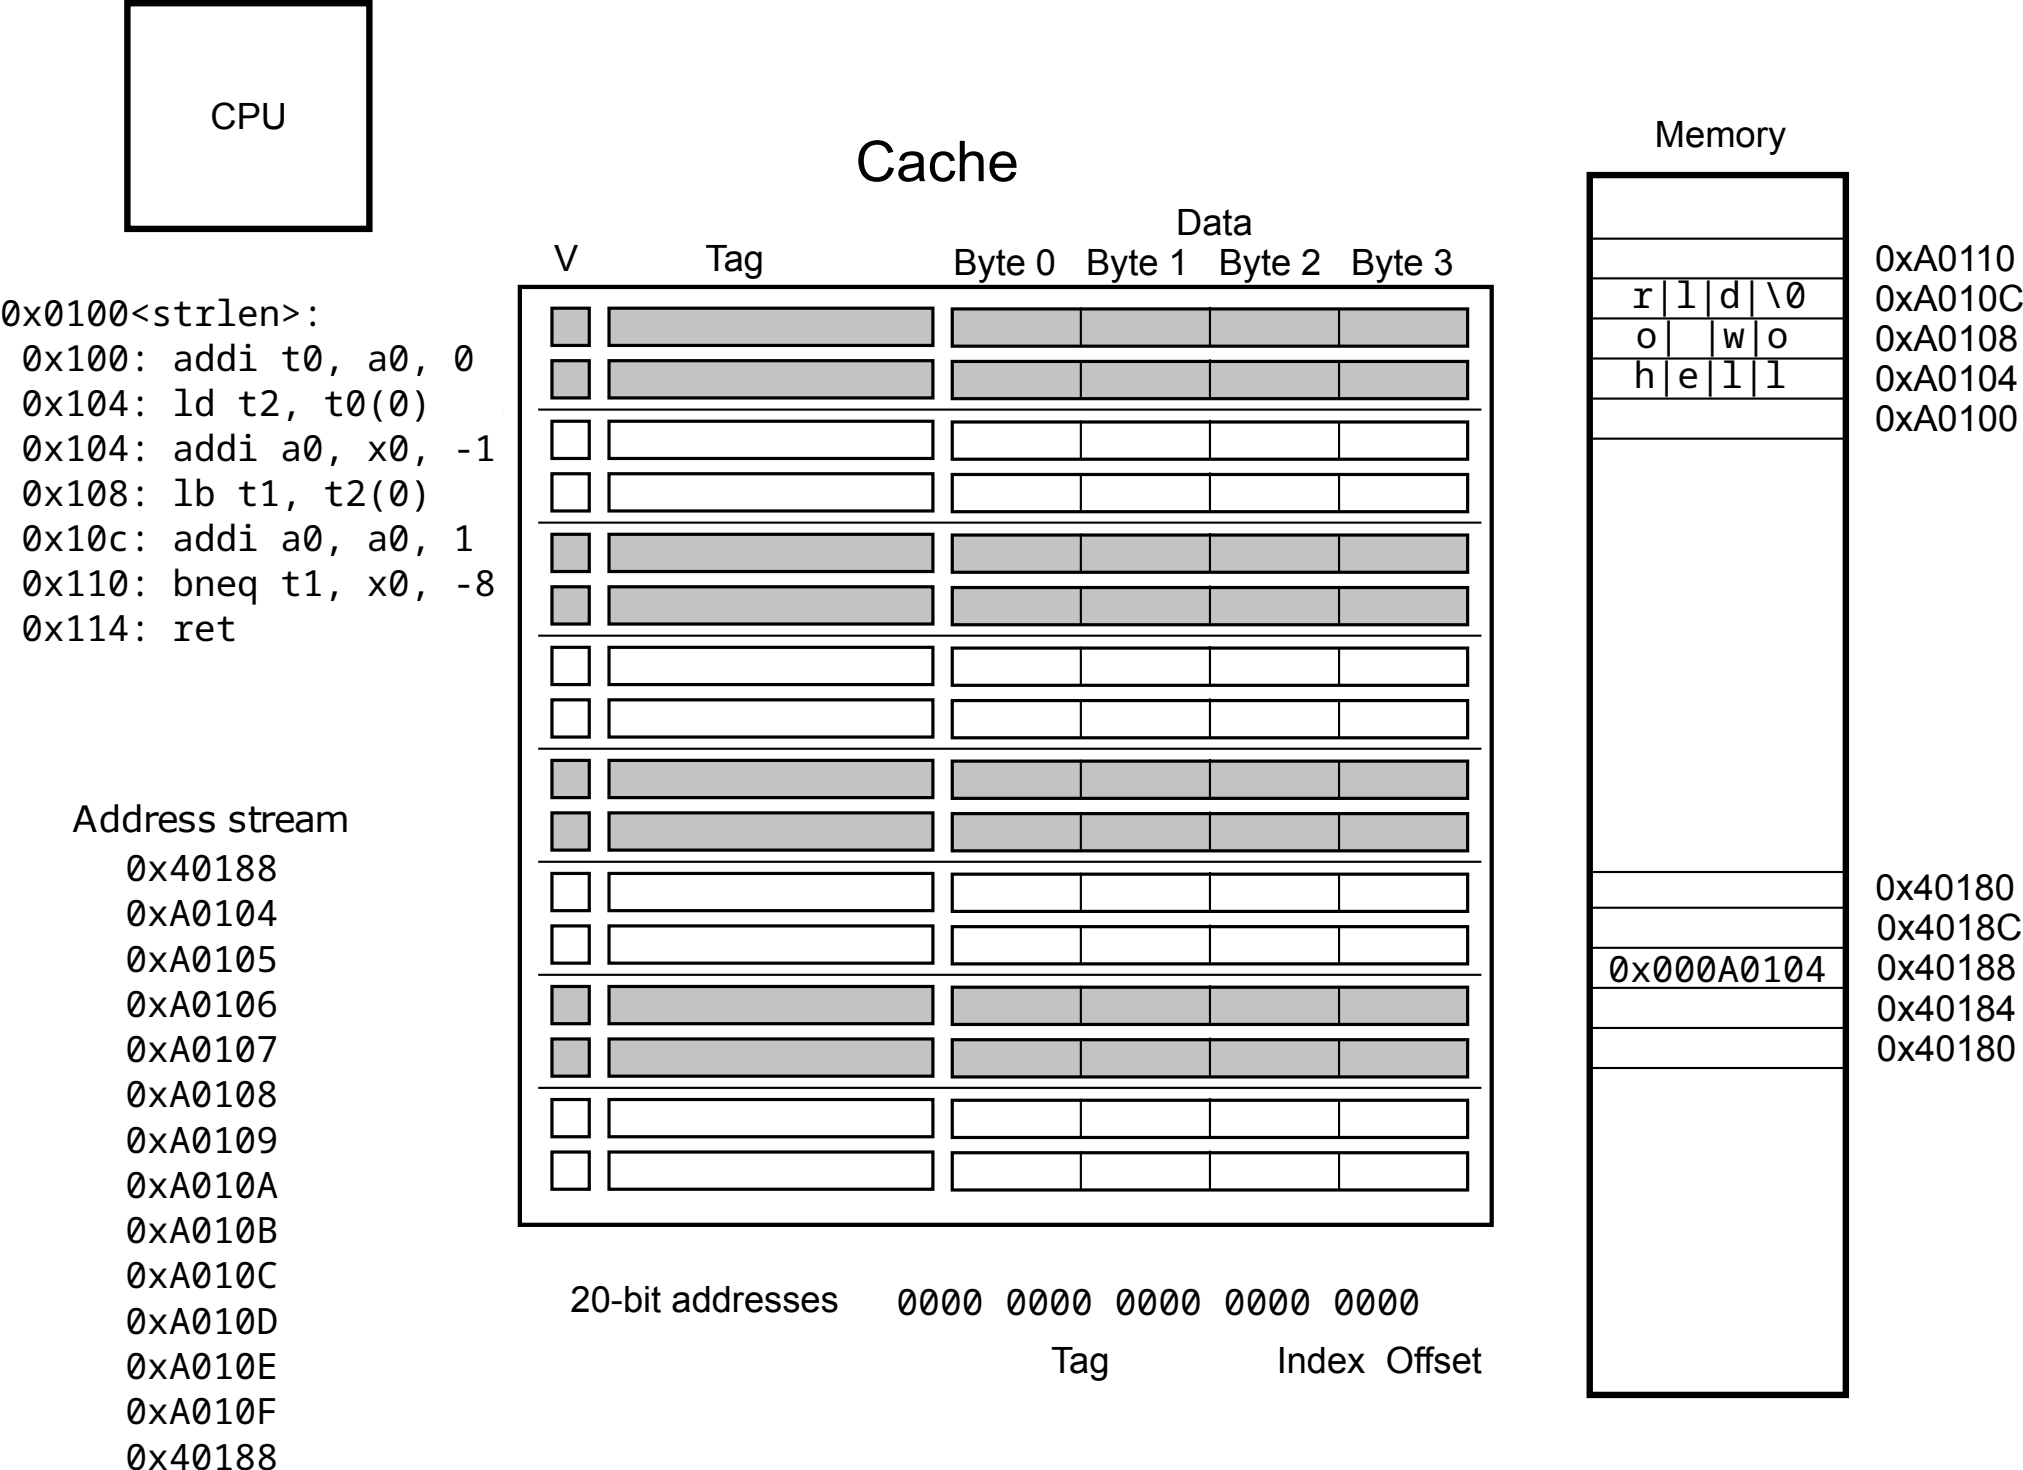 CPU
0x0100<strlen>:
0x100: addi t0, a0, 0
0x104: ld t2, t0(0)
0x104: addi a0, x0, -1
0x108: lb t1, t2(0)
0x10c: addi a0, a0, 1
0x110: bneq t1, x0, -8
0x114: ret
Address stream
0x40188
0xA0104
0xA0105
0xA0106
0xA0107
0xA0108
0xA0109
0xA010A
0xA010B
0xA010C
0xA010D
0xA010E
0xA010F
0x40188
Cache
Data
V Tag Byte 0 Byte 1 Byte 2 Byte 3
20-bit addresses 0000 0000 0000 0000 0000
Tag Index Offset
Memory
0xA0110
r|l|d|\0 0xA010C
o| |w|o 0xA0108
h|e|l|l 0xA0104
0xA0100
0x40180
0x4018C
0x000A0104 0x40188
0x40184
0x40180